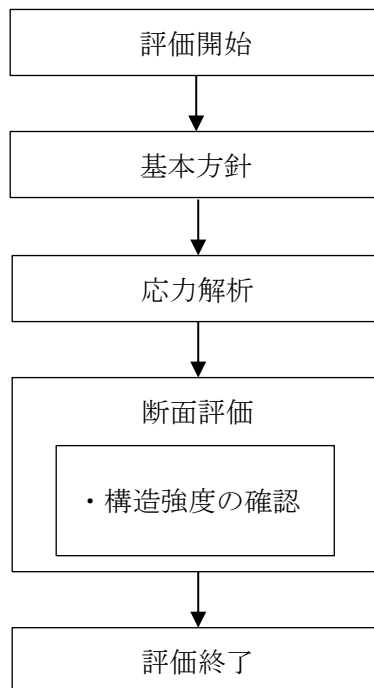 評価開始
基本方針
応力解析
断面評価
・構造強度の確認
評価終了